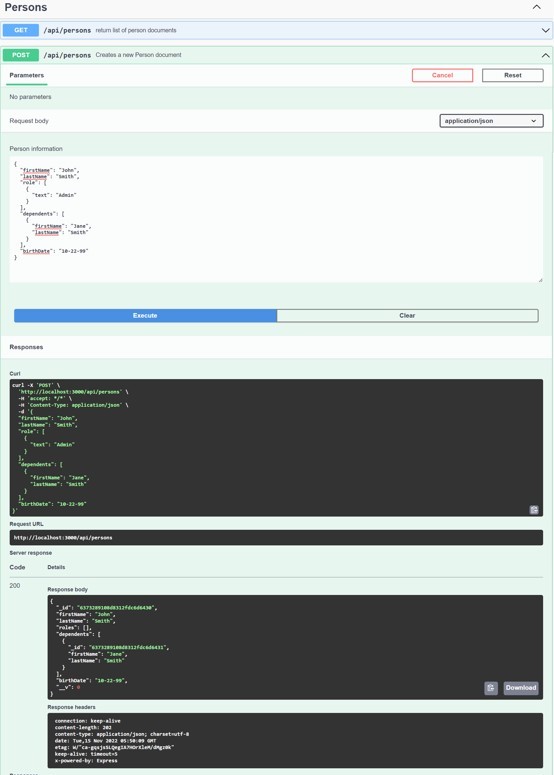 Persons
GET /api/persons return list of person documents
POST /api/persons Creates a new Person document
Parameters Cancel Reset
No parameters
Request body application/json
Person information
{
"firstName": "John",
"lastName": "Smith",
"role": [
{
"text": "Admin"
}
],
"dependents": [
{
"firstName": "Jane",
"lastName": "Smith"
}
],
"birthDate": "10-22-99"
}
Execute Clear
Responses
Curl
curl -X 'POST' \
'http://localhost:3000/api/persons' \
-H 'accept: */*' \
-H 'Content-Type: application/json' \
-d '{
"firstName": "John",
"lastName": "Smith",
"role": [
{
"text": "Admin"
}
],
"dependents": [
{
"firstName": "Jane",
"lastName": "Smith"
}
],
"birthDate": "10-22-99"
}'
Request URL
http://localhost:3000/api/persons
Server response
Code Details
200
Response body
{
"_id": "6373289108d8312fdc6d6430",
"firstName": "John",
"lastName": "Smith",
"roles": [],
"dependents": [
{
"_id": "6373289108d8312fdc6d6431",
"firstName": "Jane",
"lastName": "Smith"
}
],
"birthDate": "10-22-99",
"__v": 0
}
Download
Response headers
connection: keep-alive
content-length: 202
content-type: application/json; charset=utf-8
date: Tue,15 Nov 2022 05:50:09 GMT
etag:
keep-alive: timeout=5
x-powered-by: Express
Responses